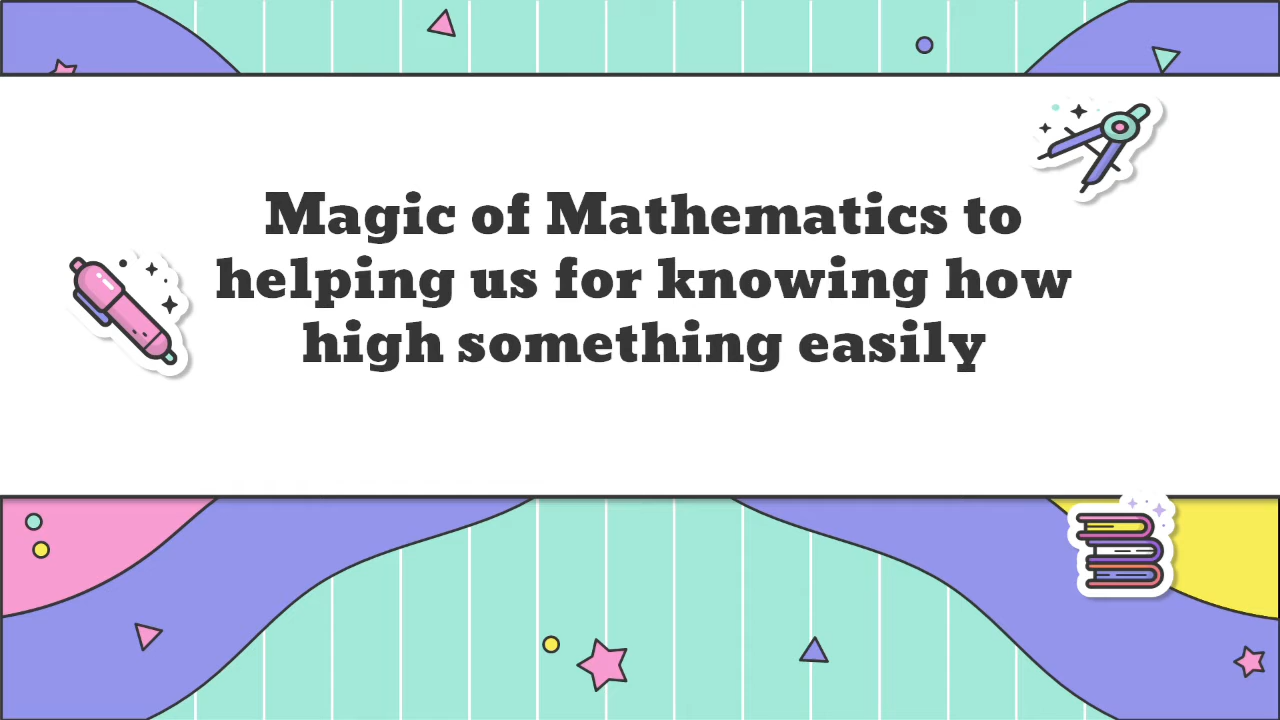 Magic of Mathematics to
helping us for knowing how
high something easily